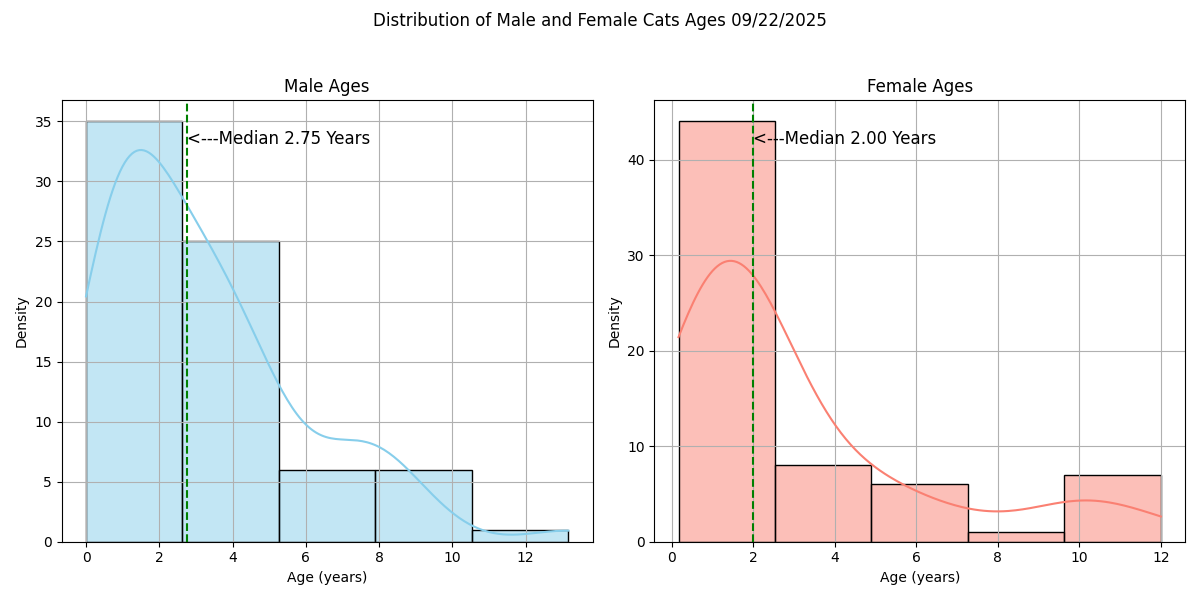 Distribution of Male and Female Cats Ages 09/22/2025
Male Ages
<---Median 2.75 Years
35
30
25
20
15
10
5
0
Density
0 2 4 6 8 10 12
Age (years)
Female Ages
<---Median 2.00 Years
40
30
20
10
0
Density
0 2 4 6 8 10 12
Age (years)